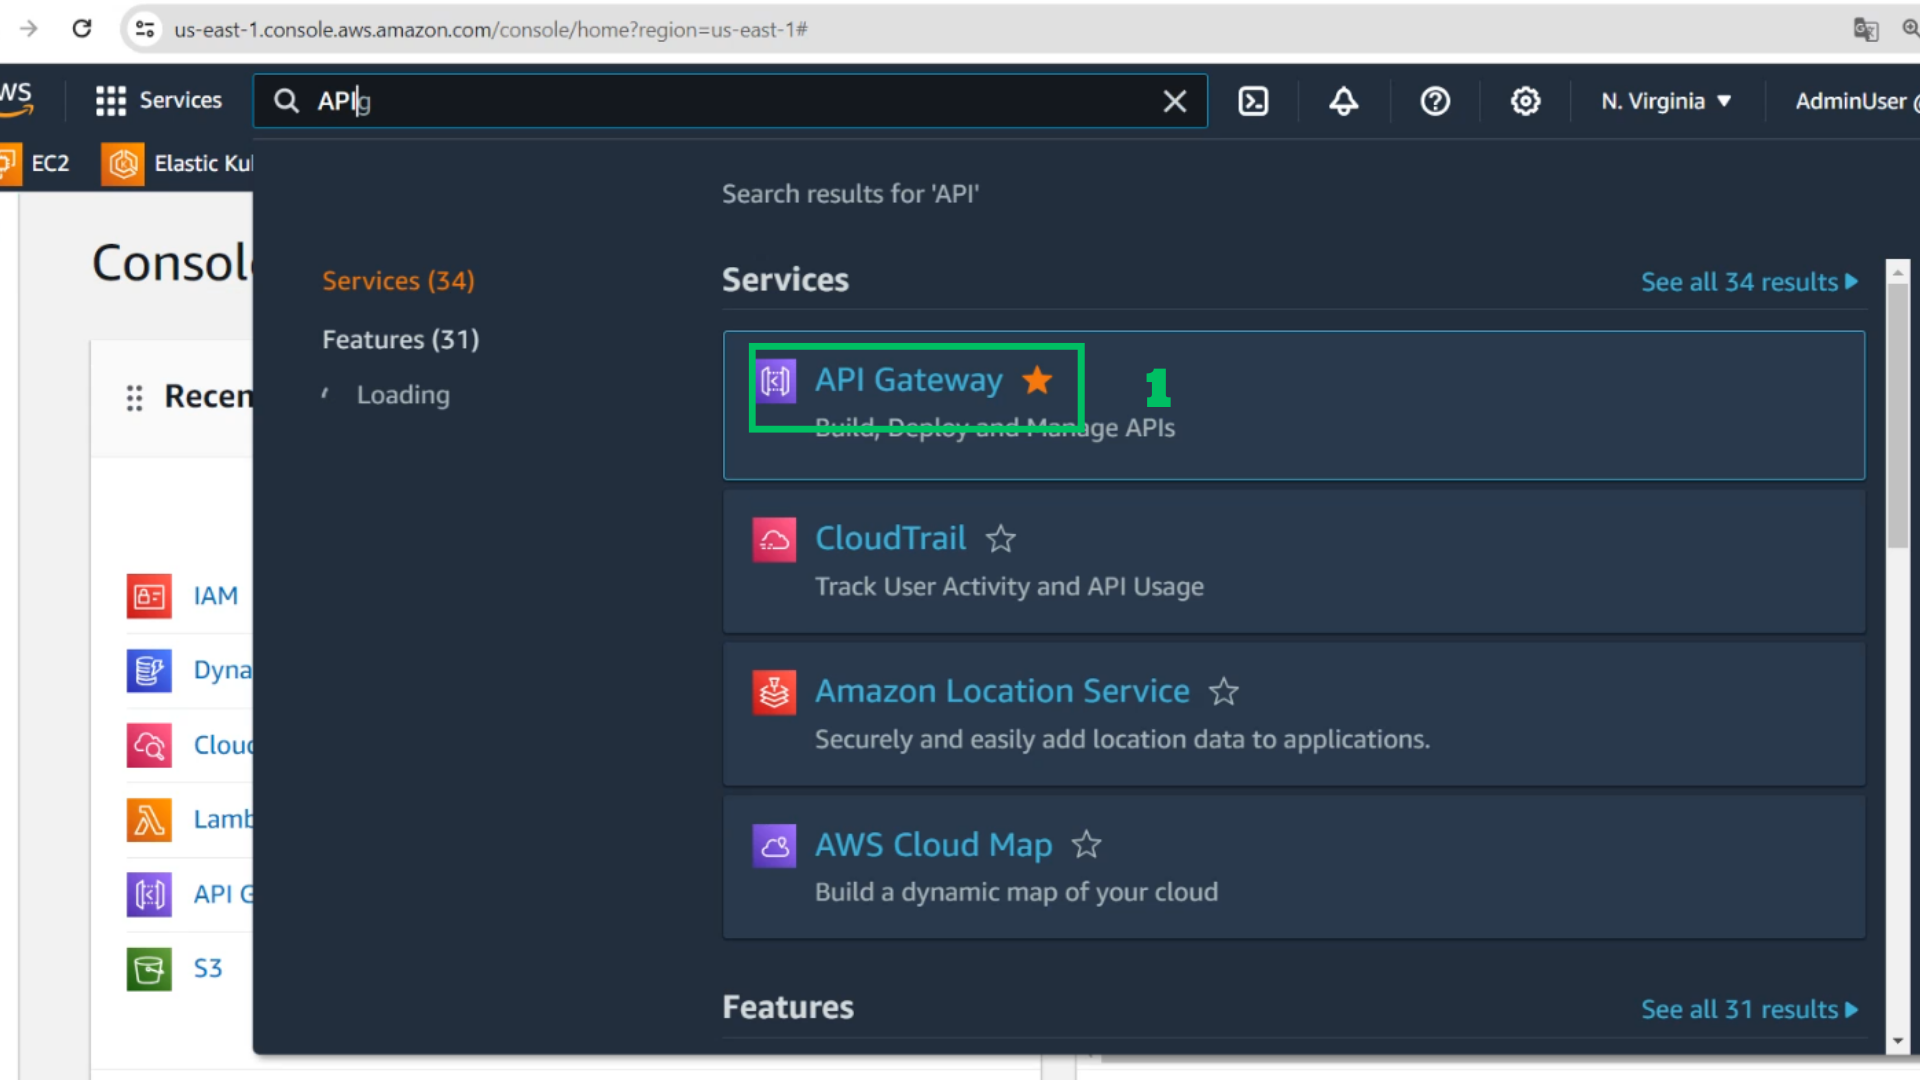 us-east-1.console.aws.amazon.com/console/home?region=us-east-1#
WS
Services
APIg
N. Virginia
AdminUser @
EC2
Elastic Kul
Search results for 'API'
Consol
Services (34)
Features (31)
Loading
Services
See all 34 results
API Gateway
1
Build, Deploy and Manage APIs
CloudTrail
Track User Activity and API Usage
Amazon Location Service
Securely and easily add location data to applications.
AWS Cloud Map
Build a dynamic map of your cloud
Features
See all 31 results
Recen
IAM
Dyna
Cloud
Lamb
API G
S3